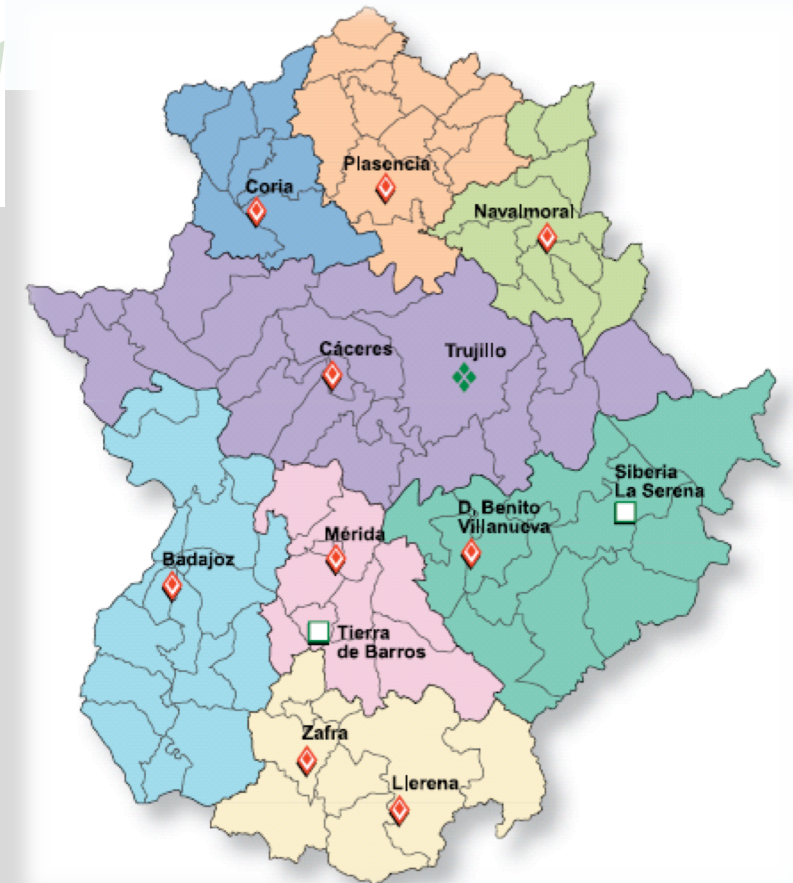 Plasencia
Coria
Navalmoral
Cáceres
Trujillo
Siberia
La Serena
D. Benito
Villanueva
Mérida
Badajoz
Tierra
de Barros
Zafra
Llerena